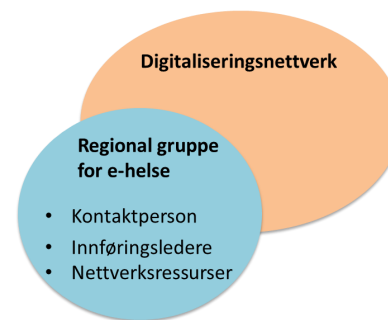 Digitaliseringsnettverk
Regional gruppe
for e-helse
• Kontaktperson
• Innføringsledere
• Nettverksressurser